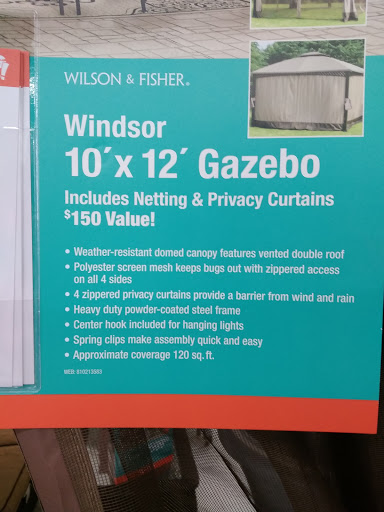 WILSON & FISHER®
Windsor
10´ x 12´ Gazebo
Includes Netting & Privacy Curtains
$150 Value!
• Weather-resistant domed canopy features vented double roof
• Polyester screen mesh keeps bugs out with zippered access
on all 4 sides
• 4 zippered privacy curtains provide a barrier from wind and rain
• Heavy duty powder-coated steel frame
• Center hook included for hanging lights
• Spring clips make assembly quick and easy
• Approximate coverage 120 sq. ft.